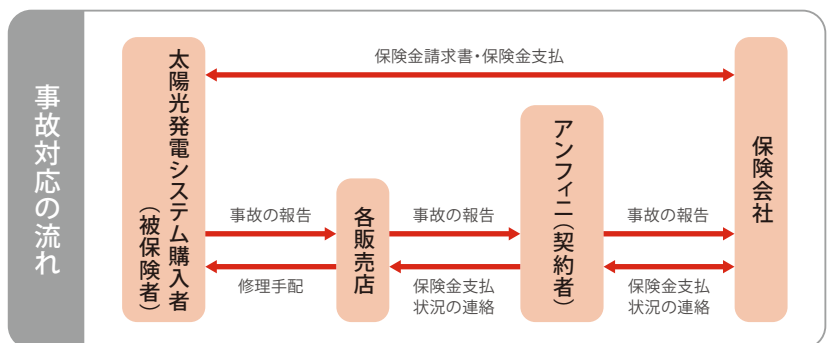 事故対応の流れ
太陽光発電システム購入者
（被保険者）
保険金請求書・保険金支払
事故の報告
修理手配
各販売店
事故の報告
保険金支払
状況の連絡
アンフィニ（契約者）
事故の報告
保険金支払
状況の連絡
保険会社